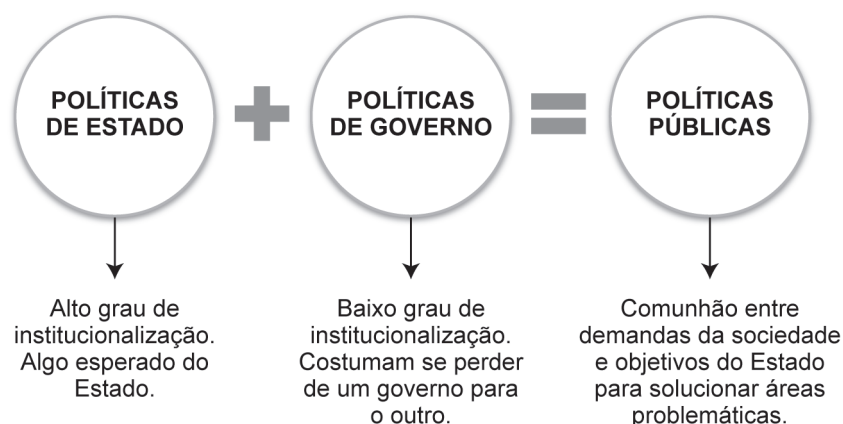 POLÍTICAS
DE ESTADO
POLÍTICAS
DE GOVERNO
POLÍTICAS
PÚBLICAS
Alto grau de
institucionalização.
Algo esperado do
Estado.
Baixo grau de
institucionalização.
Costumam se perder
de um governo para
o outro.
Comunhão entre
demandas da sociedade
e objetivos do Estado
para solucionar áreas
problemáticas.